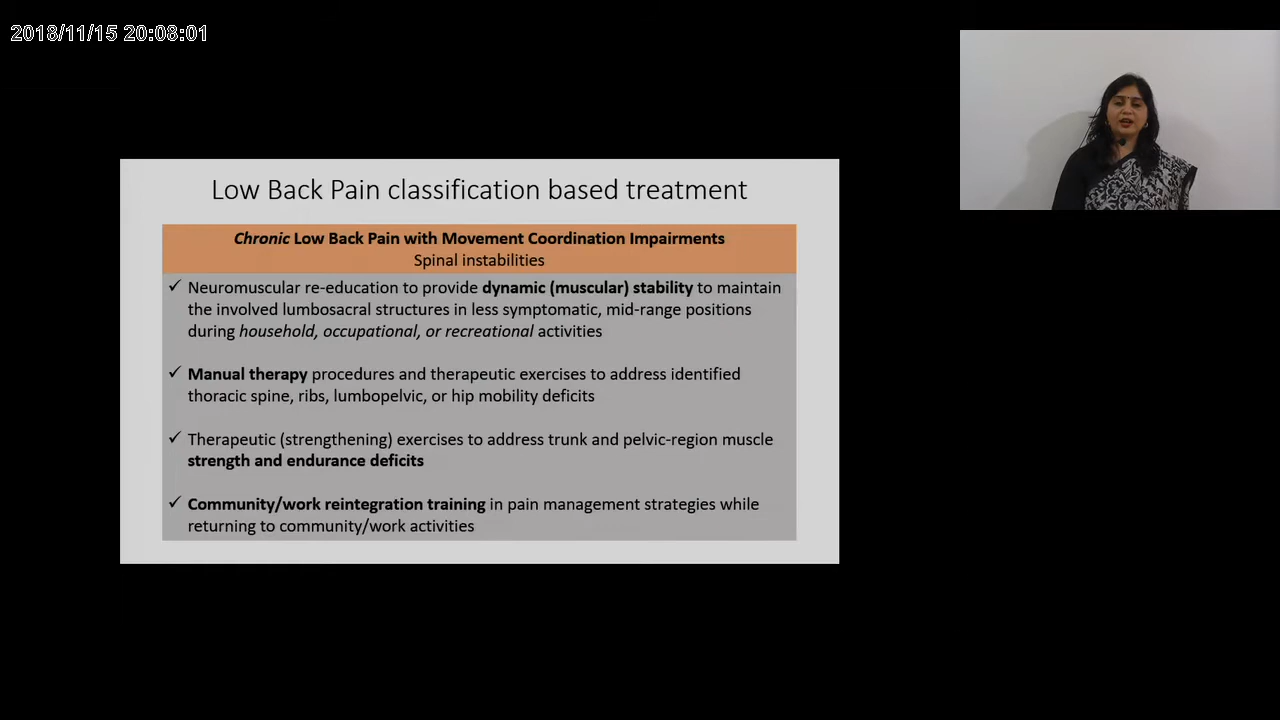 2018/11/15 20:08:01
Low Back Pain classification based treatment
Chronic Low Back Pain with Movement Coordination Impairments
Spinal instabilities
✓ Neuromuscular re-education to provide dynamic (muscular) stability to maintain
the involved lumbosacral structures in less symptomatic, mid-range positions
during household, occupational, or recreational activities
✓ Manual therapy procedures and therapeutic exercises to address identified
thoracic spine, ribs, lumbopelvic, or hip mobility deficits
✓ Therapeutic (strengthening) exercises to address trunk and pelvic-region muscle
strength and endurance deficits
✓ Community/work reintegration training in pain management strategies while
returning to community/work activities